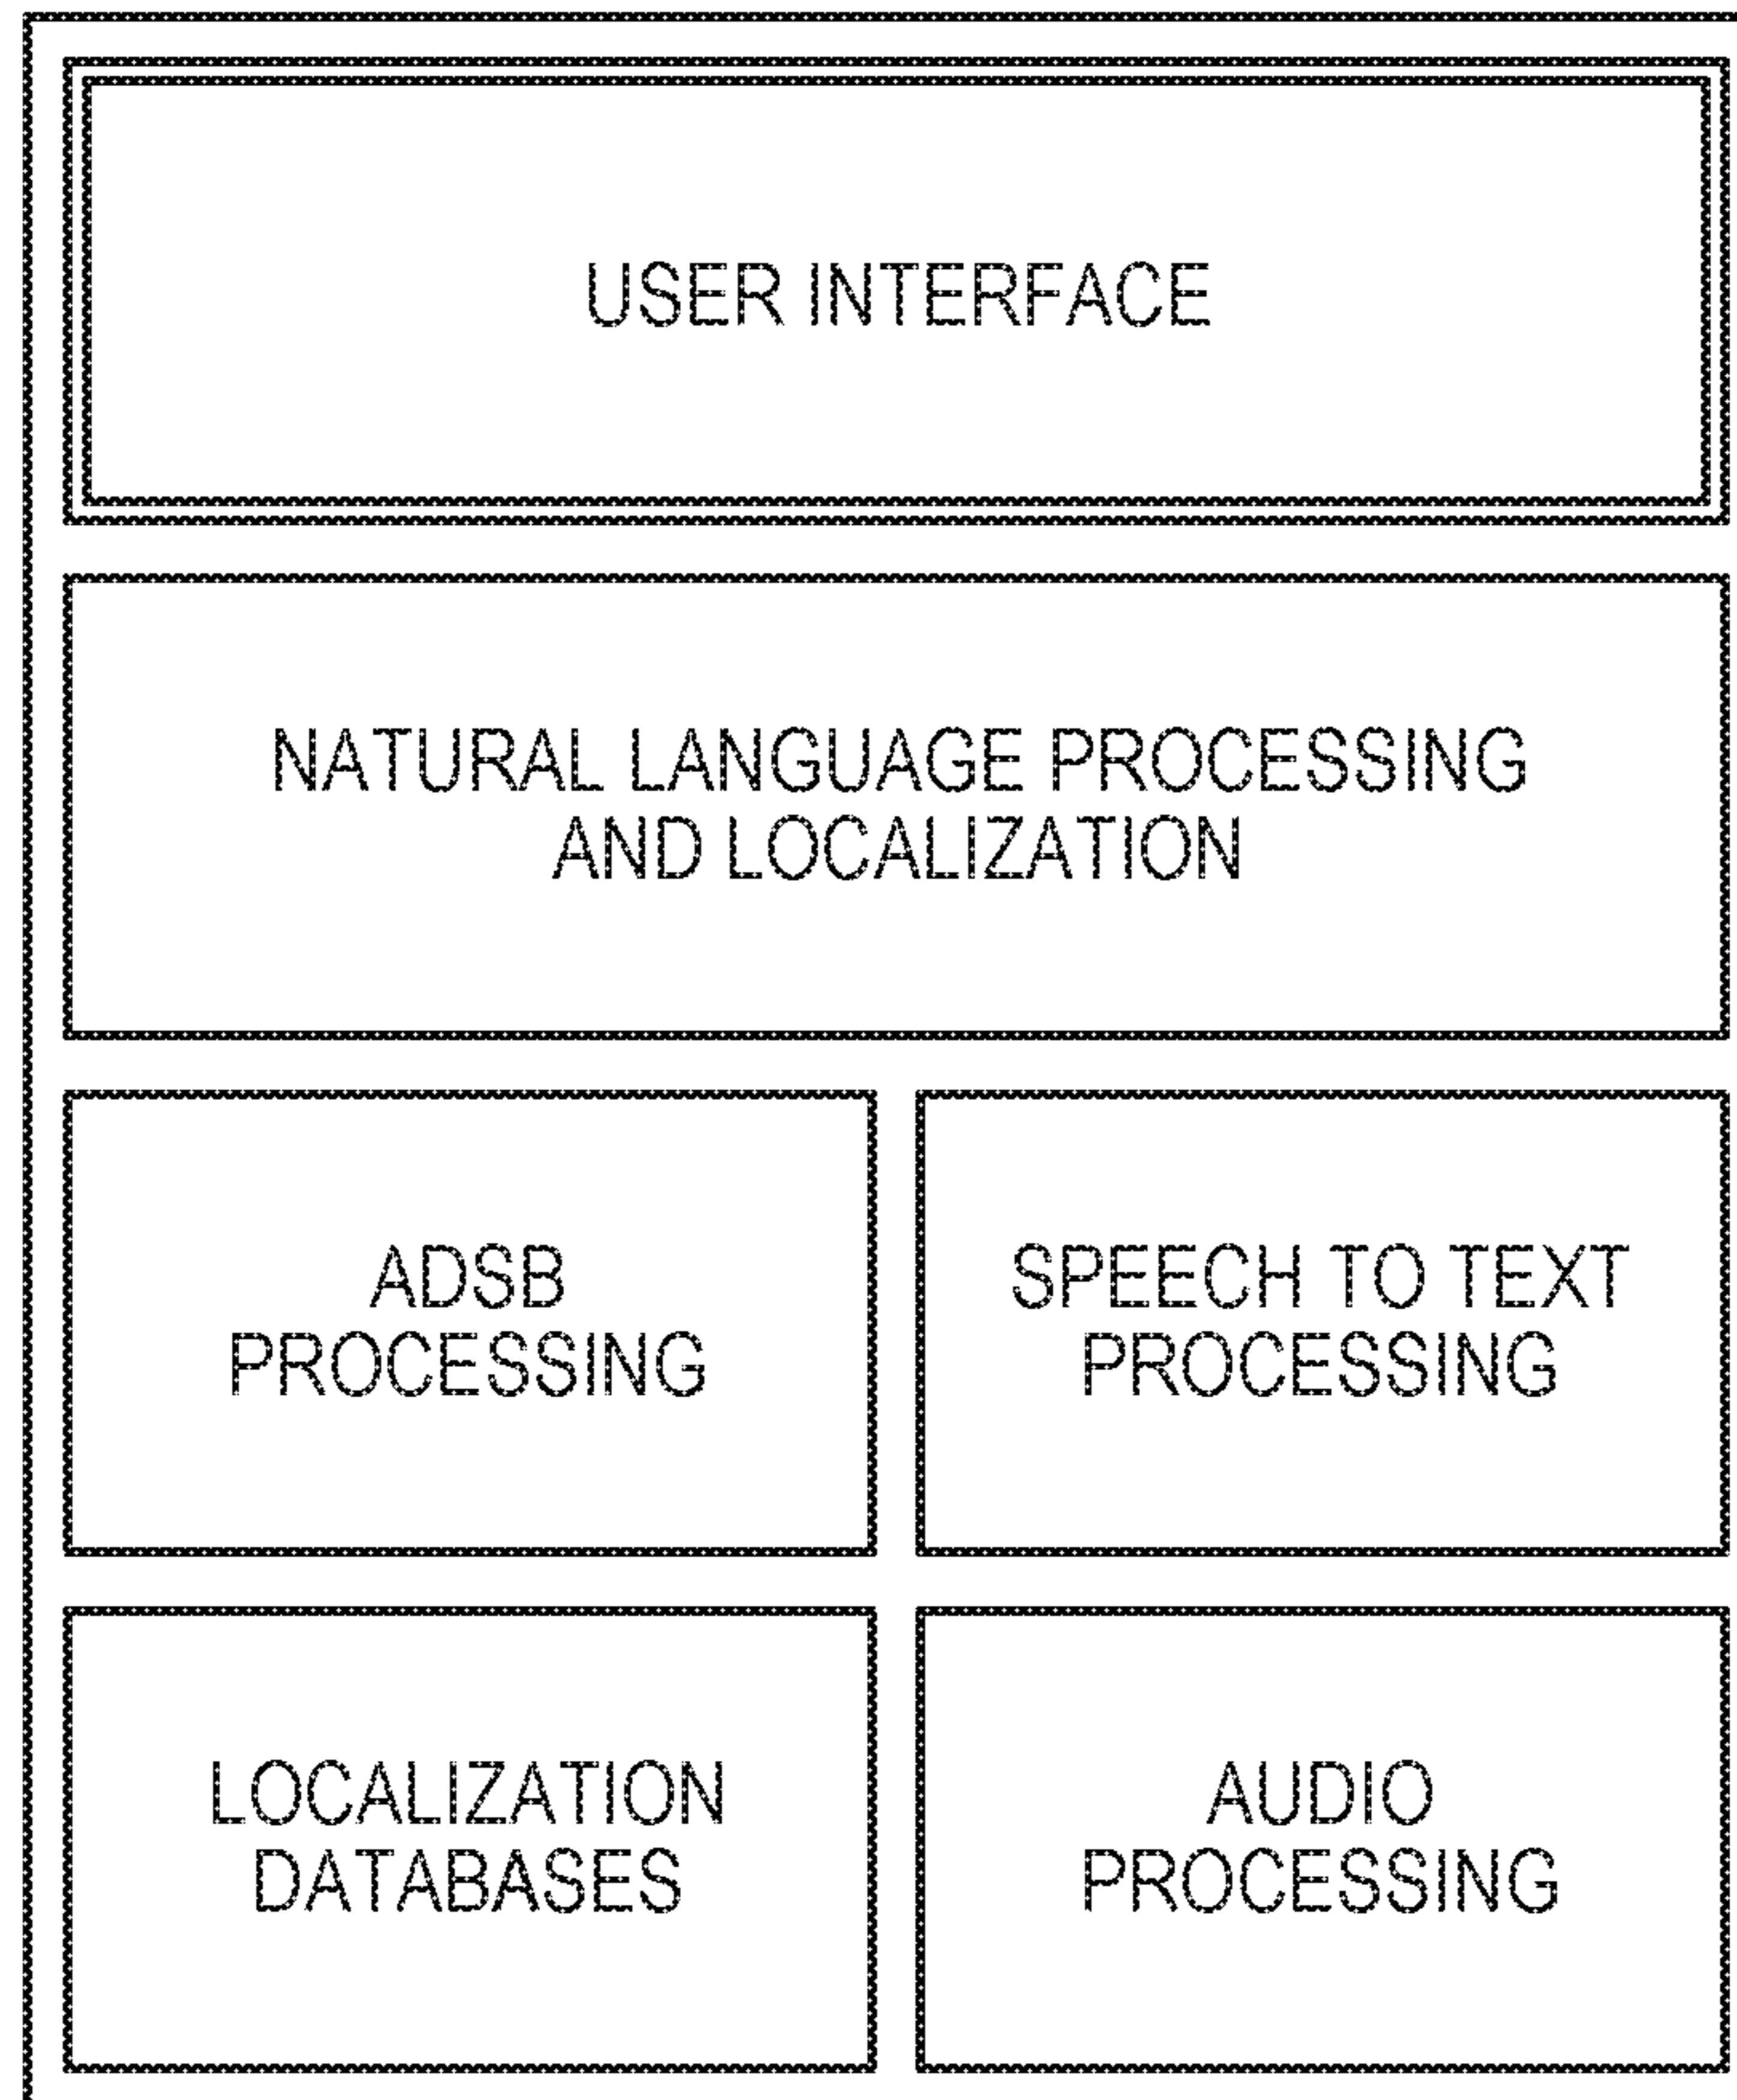 USER INTERFACE
NATURAL LANGUAGE PROCESSING
AND LOCALIZATION
ADSB
PROCESSING
SPEECH TO TEXT
PROCESSING
LOCALIZATION
DATABASES
AUDIO
PROCESSING